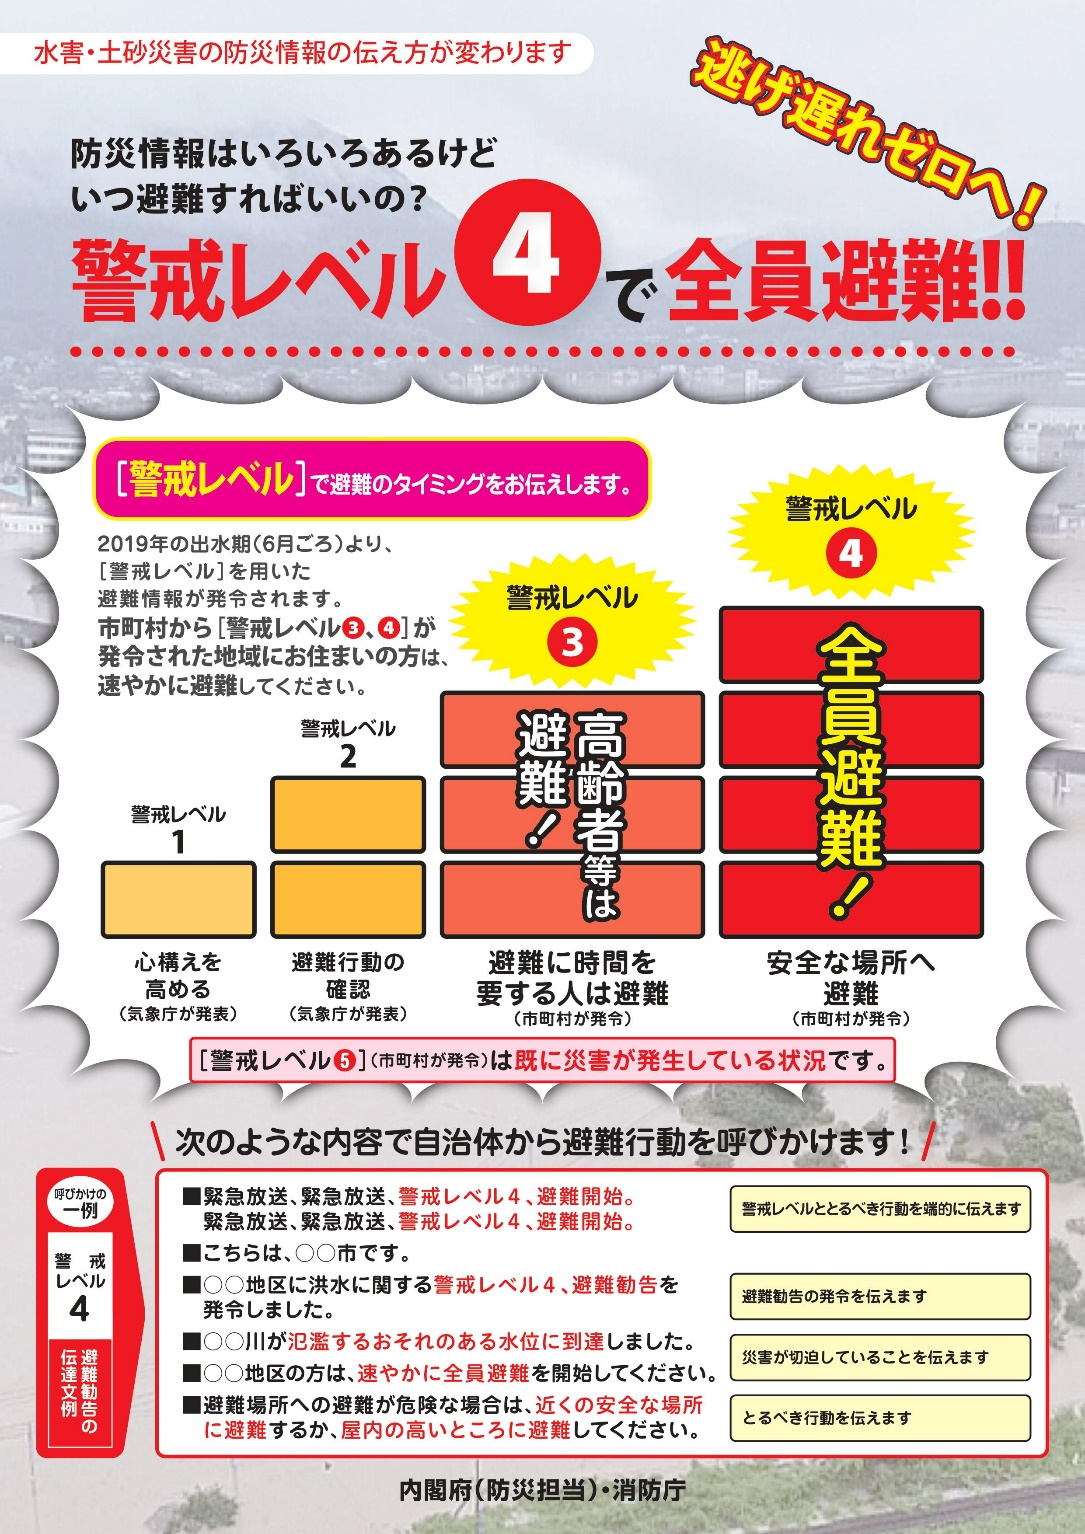 水害・土砂災害の防災情報の伝え方が変わります
逃げ遅れゼロへ！
防災情報はいろいろあるけど
いつ避難すればいいの？
警戒レベル4で全員避難!!
［警戒レベル］で避難のタイミングをお伝えします。
2019年の出水期（6月ごろ）より、
［警戒レベル］を用いた
避難情報が発令されます。
市町村から［警戒レベル3、4］が
発令された地域にお住まいの方は、
速やかに避難してください。
警戒レベル
1
心構えを
高める
（気象庁が発表）
警戒レベル
2
避難行動の
確認
（気象庁が発表）
警戒レベル
3
高齢者等は
避難！
避難に時間を
要する人は避難
（市町村が発令）
警戒レベル
4
全員避難！
安全な場所へ
避難
（市町村が発令）
［警戒レベル5］（市町村が発令）は既に災害が発生している状況です。
次のような内容で自治体から避難行動を呼びかけます！
呼びかけの
一例
警戒
レベル
4
避難勧告の
伝達文例
■緊急放送、緊急放送、警戒レベル４、避難開始。
緊急放送、緊急放送、警戒レベル４、避難開始。
警戒レベルととるべき行動を端的に伝えます
■こちらは、○○市です。
■○○地区に洪水に関する警戒レベル４、避難勧告を
発令しました。
避難勧告の発令を伝えます
■○○川が氾濫するおそれのある水位に到達しました。
災害が切迫していることを伝えます
■○○地区の方は、速やかに全員避難を開始してください。
■避難場所への避難が危険な場合は、近くの安全な場所
に避難するか、屋内の高いところに避難してください。
とるべき行動を伝えます
内閣府（防災担当）・消防庁